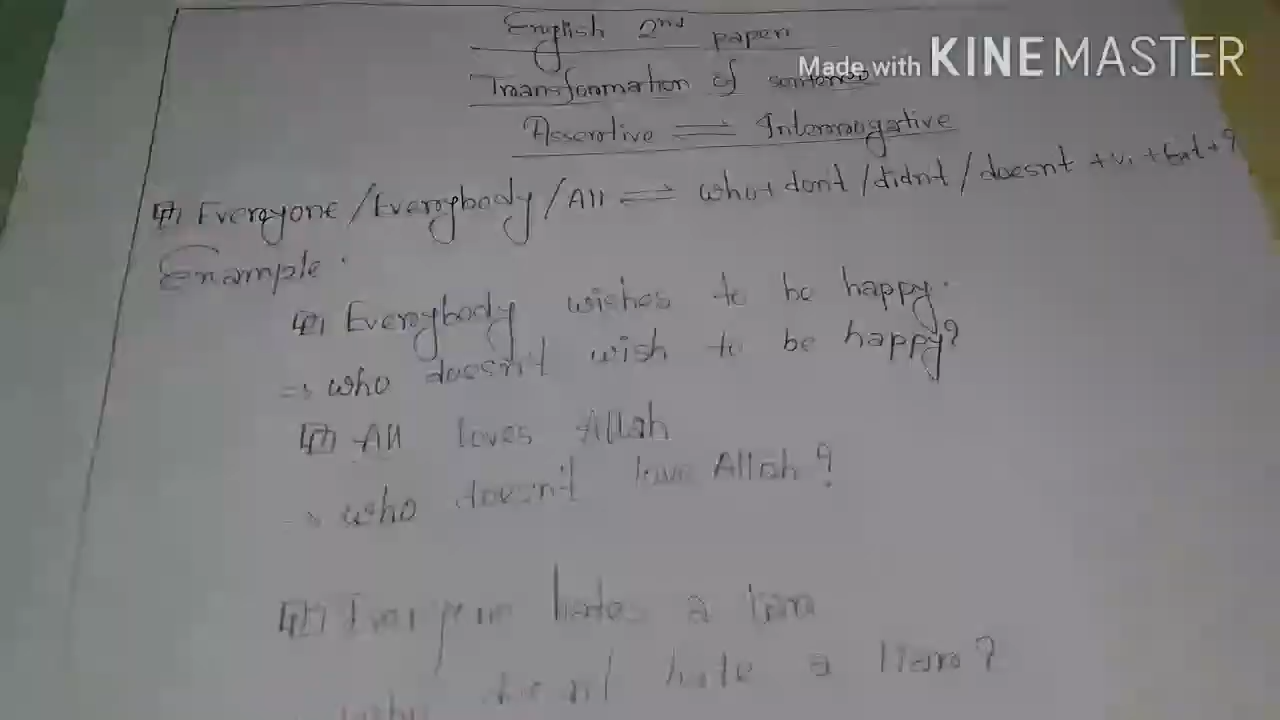 English 2nd paper
Made with KINEMASTER
Transformation of sentence
Assertive ⇌ Interrogative
Everyone/Everybody/All ⇌ who+ don't/didn't/doesn't +V1 + Ext+?
Example:
Everybody wishes to be happy.
⇒ who doesn't wish to be happy?
All loves Allah
⇒ who doesn't love Allah?
Everyone hates a liar
who doesn't hate a liar?